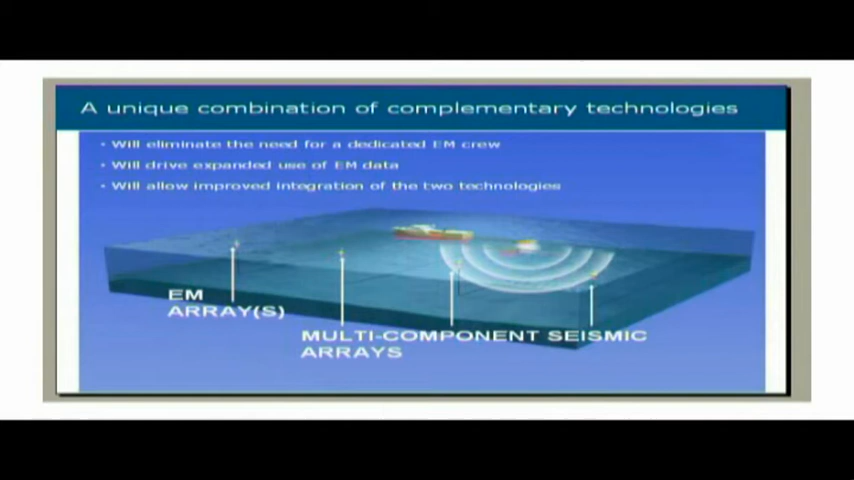 A unique combination of complementary technologies
• Will eliminate the need for a dedicated EM crew
• Will drive expanded use of EM data
• Will allow improved integration of the two technologies
EM
ARRAY(S)
MULTI-COMPONENT SEISMIC
ARRAYS